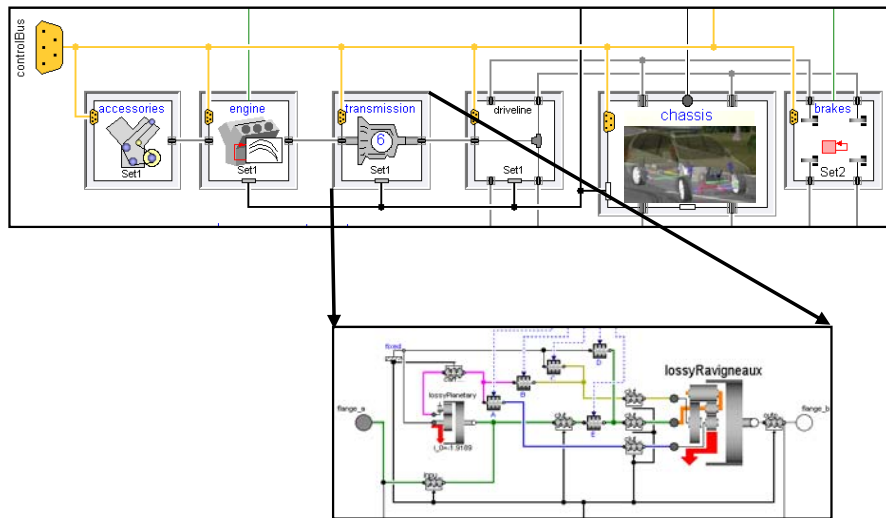 controlBus
accessories
engine
transmission
driveline
chassis
brakes
6
Set1
Set1
Set1
Set1
Set2
fixed
D
C
B
A
E
lossyPlanetary
lossyRavigneaux
flange_a
flange_b